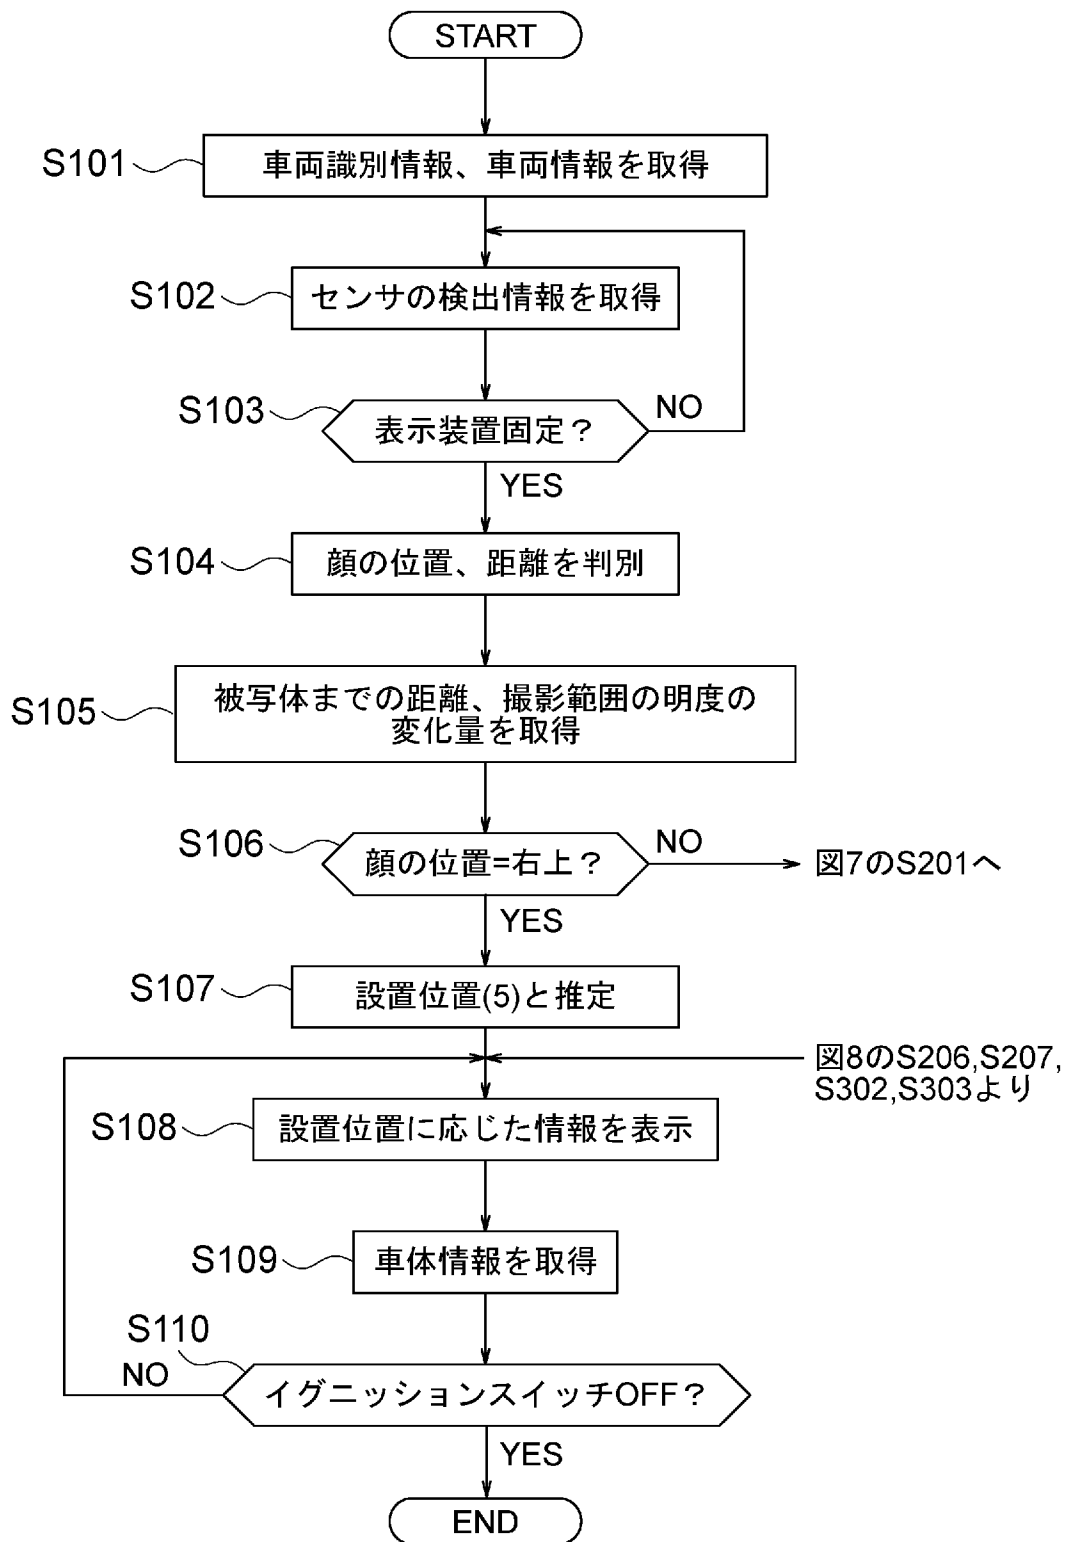 START
S101
車両識別情報、車両情報を取得
S102
センサの検出情報を取得
S103
表示装置固定？
NO
YES
S104
顔の位置、距離を判別
S105
被写体までの距離、撮影範囲の明度の
変化量を取得
S106
顔の位置=右上？
NO
図7のS201へ
YES
S107
設置位置(5)と推定
図8のS206,S207,
S302,S303より
S108
設置位置に応じた情報を表示
S109
車体情報を取得
S110
NO
イグニッションスイッチOFF？
YES
END